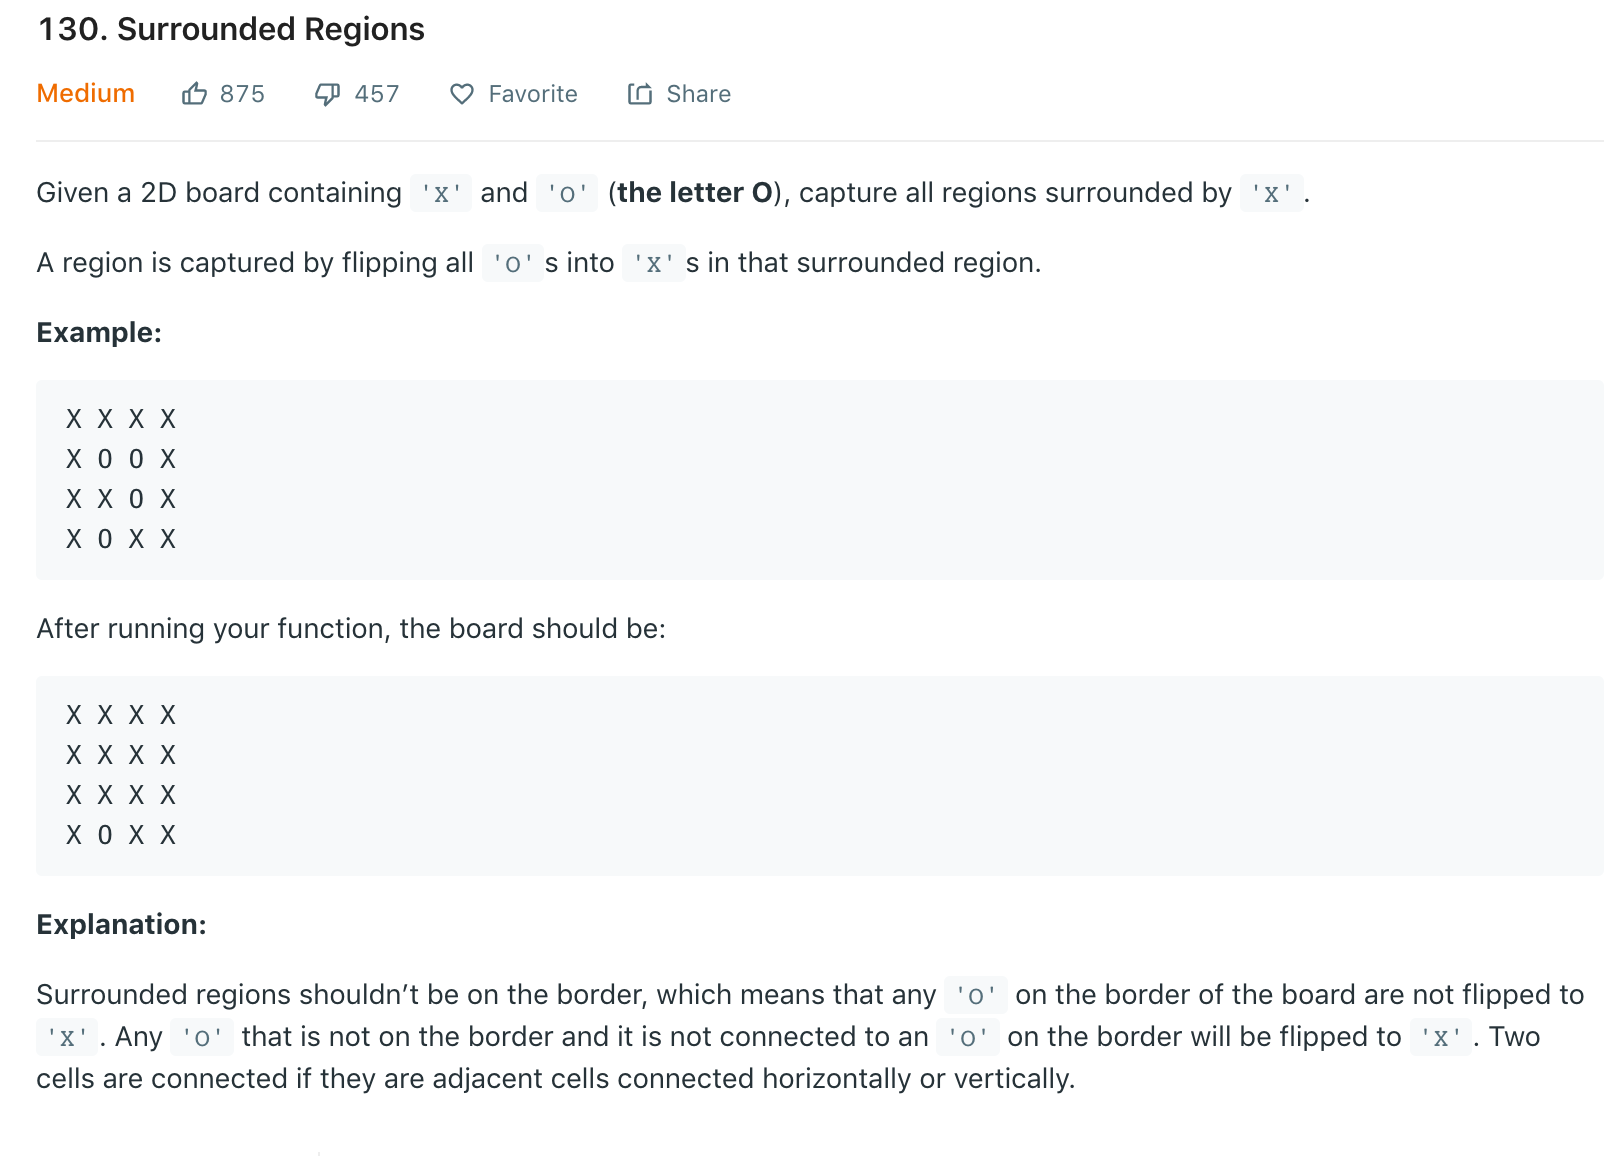 130. Surrounded Regions
Medium 875 457 Favorite Share
Given a 2D board containing 'X' and 'O' (the letter O), capture all regions surrounded by 'X'.
A region is captured by flipping all 'O's into 'X's in that surrounded region.
Example:
X X X X
X O O X
X X O X
X O X X
After running your function, the board should be:
X X X X
X X X X
X X X X
X O X X
Explanation:
Surrounded regions shouldn’t be on the border, which means that any 'O' on the border of the board are not flipped to
'X'. Any 'O' that is not on the border and it is not connected to an 'O' on the border will be flipped to 'X'. Two
cells are connected if they are adjacent cells connected horizontally or vertically.